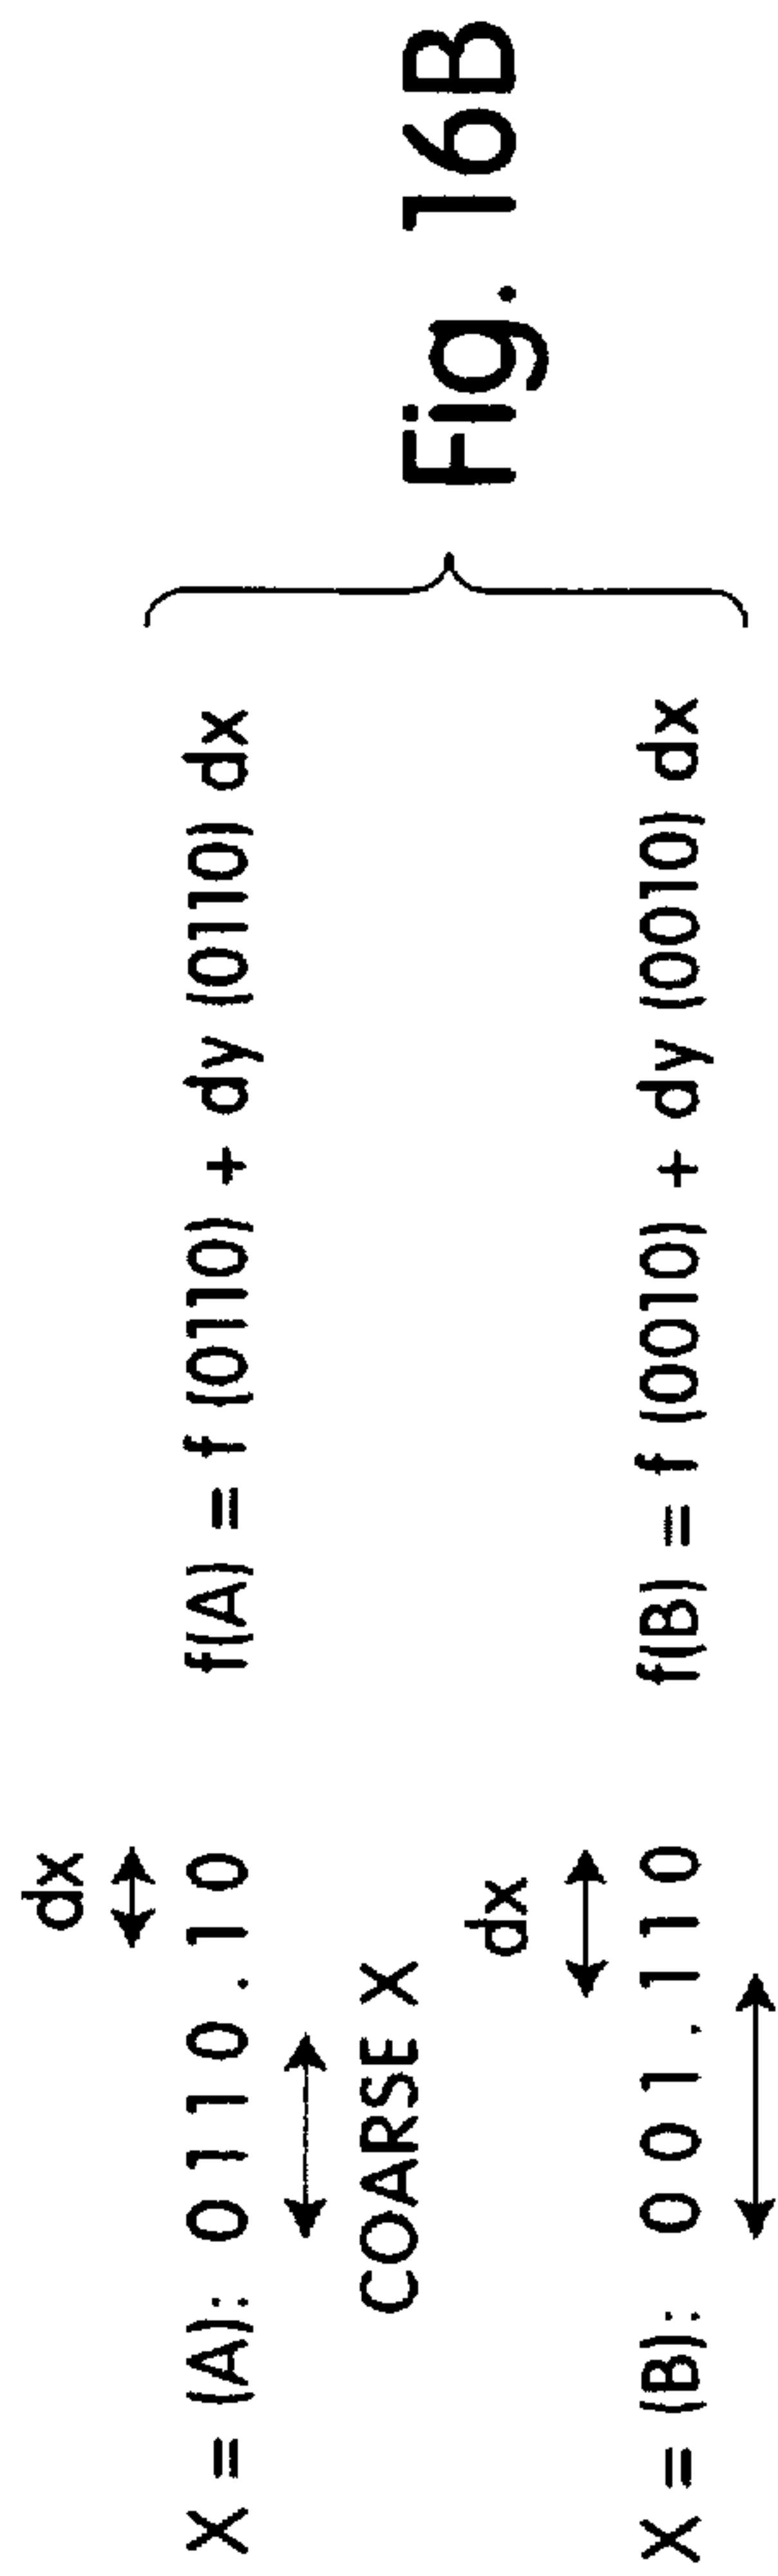 dx
X = (A): 0 1 1 0 . 1 0 f(A) = f (0110) + dy (0110) dx
COARSE X
Fig. 16B
dx
X = (B): 0 0 1 . 1 1 0 f(B) = f (0010) + dy (0010) dx